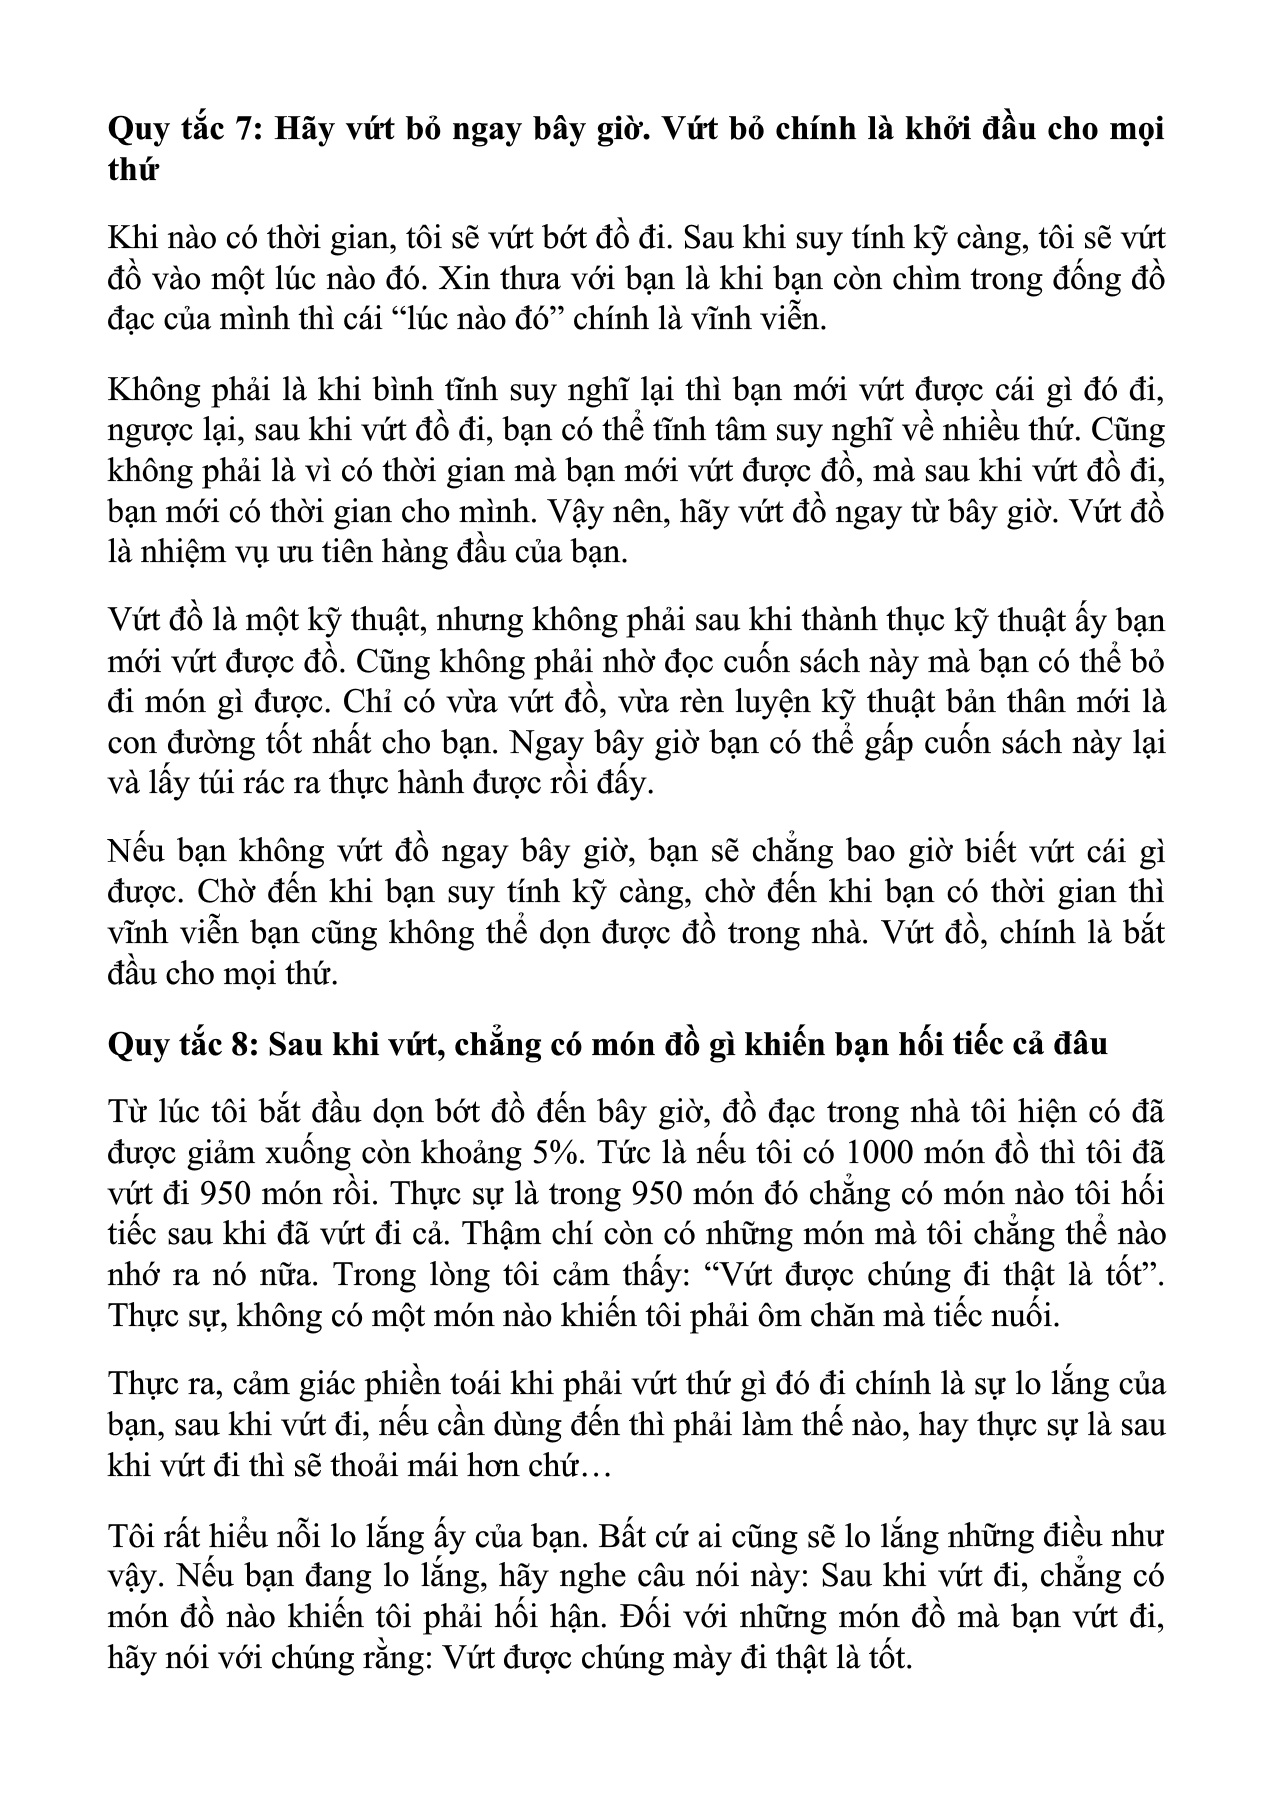 Quy tắc 7: Hãy vứt bỏ ngay bây giờ. Vứt bỏ chính là khởi đầu cho mọi
thứ
Khi nào có thời gian, tôi sẽ vứt bớt đồ đi. Sau khi suy tính kỹ càng, tôi sẽ vứt
đồ vào một lúc nào đó. Xin thưa với bạn là khi bạn còn chìm trong đống đồ
đạc của mình thì cái “lúc nào đó” chính là vĩnh viễn.
Không phải là khi bình tĩnh suy nghĩ lại thì bạn mới vứt được cái gì đó đi,
ngược lại, sau khi vứt đồ đi, bạn có thể tĩnh tâm suy nghĩ về nhiều thứ. Cũng
không phải là vì có thời gian mà bạn mới vứt được đồ, mà sau khi vứt đồ đi,
bạn mới có thời gian cho mình. Vậy nên, hãy vứt đồ ngay từ bây giờ. Vứt đồ
là nhiệm vụ ưu tiên hàng đầu của bạn.
Vứt đồ là một kỹ thuật, nhưng không phải sau khi thành thục kỹ thuật ấy bạn
mới vứt được đồ. Cũng không phải nhờ đọc cuốn sách này mà bạn có thể bỏ
đi món gì được. Chỉ có vừa vứt đồ, vừa rèn luyện kỹ thuật bản thân mới là
con đường tốt nhất cho bạn. Ngay bây giờ bạn có thể gấp cuốn sách này lại
và lấy túi rác ra thực hành được rồi đấy.
Nếu bạn không vứt đồ ngay bây giờ, bạn sẽ chẳng bao giờ biết vứt cái gì
được. Chờ đến khi bạn suy tính kỹ càng, chờ đến khi bạn có thời gian thì
vĩnh viễn bạn cũng không thể dọn được đồ trong nhà. Vứt đồ, chính là bắt
đầu cho mọi thứ.
Quy tắc 8: Sau khi vứt, chẳng có món đồ gì khiến bạn hối tiếc cả đâu
Từ lúc tôi bắt đầu dọn bớt đồ đến bây giờ, đồ đạc trong nhà tôi hiện có đã
được giảm xuống còn khoảng 5%. Tức là nếu tôi có 1000 món đồ thì tôi đã
vứt đi 950 món rồi. Thực sự là trong 950 món đó chẳng có món nào tôi hối
tiếc sau khi đã vứt đi cả. Thậm chí còn có những món mà tôi chẳng thể nào
nhớ ra nó nữa. Trong lòng tôi cảm thấy: “Vứt được chúng đi thật là tốt”.
Thực sự, không có một món nào khiến tôi phải ôm chăn mà tiếc nuối.
Thực ra, cảm giác phiền toái khi phải vứt thứ gì đó đi chính là sự lo lắng của
bạn, sau khi vứt đi, nếu cần dùng đến thì phải làm thế nào, hay thực sự là sau
khi vứt đi thì sẽ thoải mái hơn chứ…
Tôi rất hiểu nỗi lo lắng ấy của bạn. Bất cứ ai cũng sẽ lo lắng những điều như
vậy. Nếu bạn đang lo lắng, hãy nghe câu nói này: Sau khi vứt đi, chẳng có
món đồ nào khiến tôi phải hối hận. Đối với những món đồ mà bạn vứt đi,
hãy nói với chúng rằng: Vứt được chúng mày đi thật là tốt.